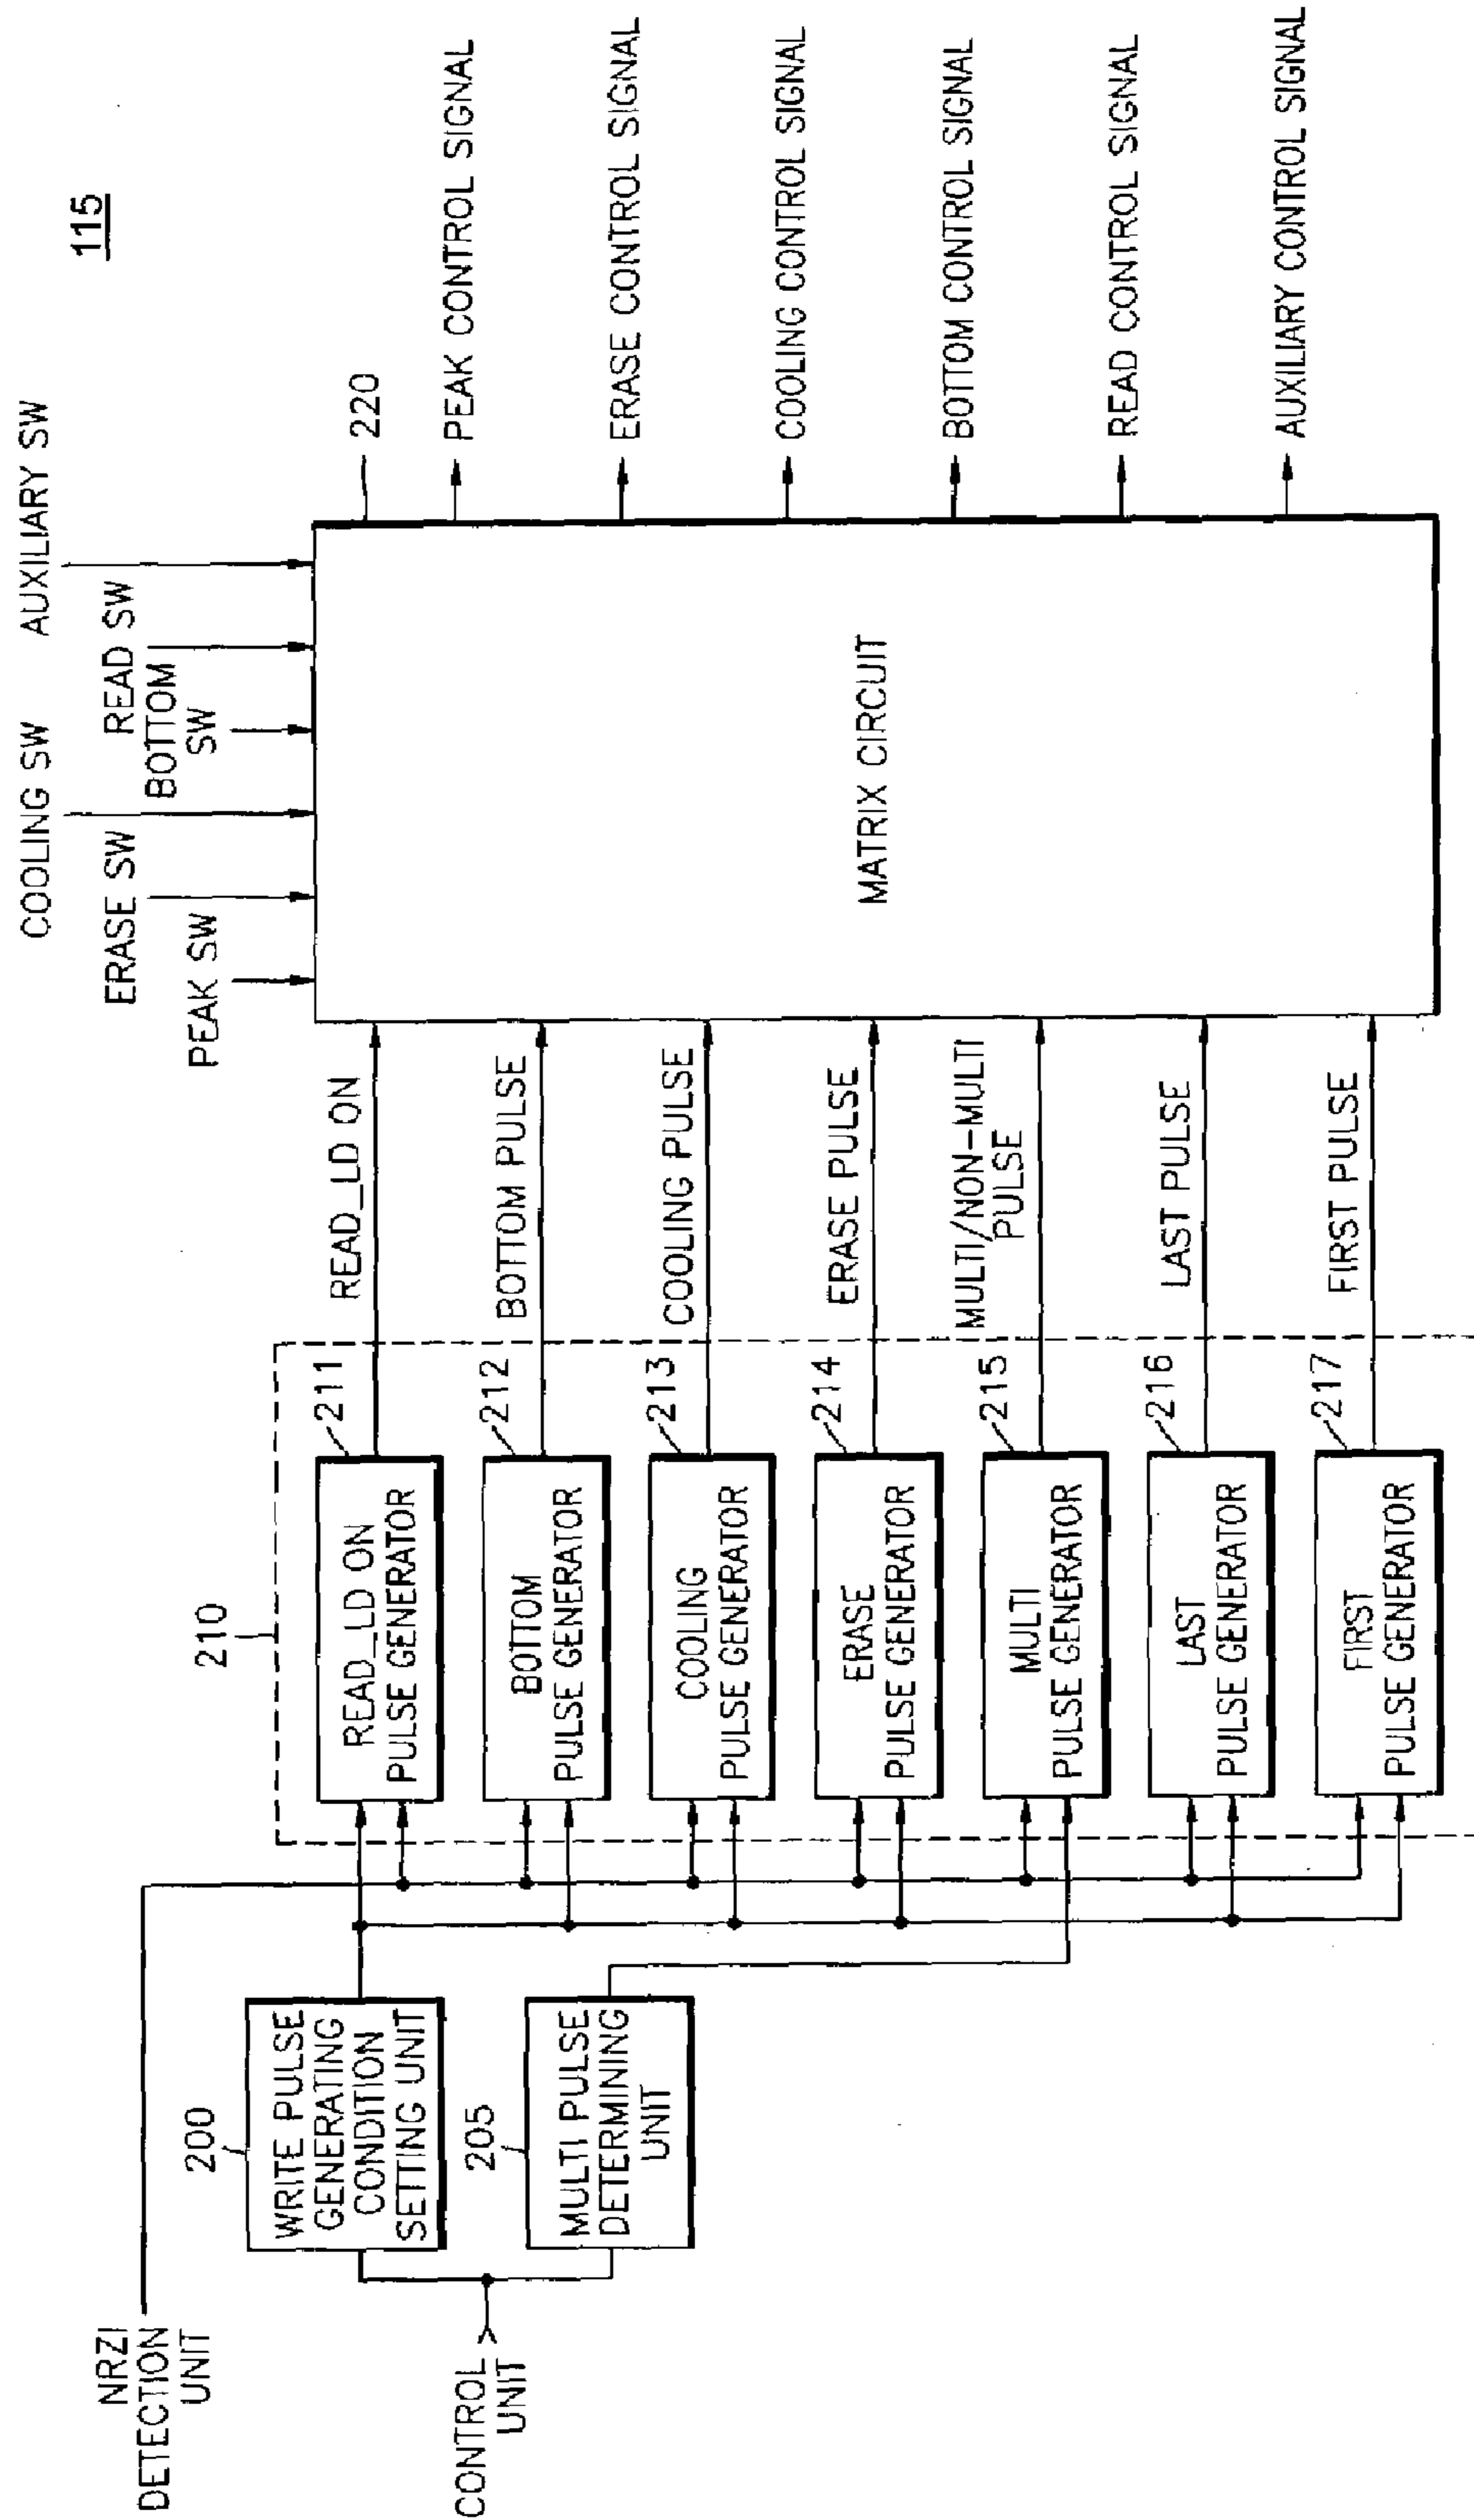 115
COOLING SW
AUXILIARY SW
ERASE SW
READ SW
PEAK SW
BOTTOM
SW
220
NRZI
DETECTION
UNIT
CONTROL
UNIT
200
WRITE PULSE
GENERATING
CONDITION
SETTING UNIT
205
MULTI PULSE
DETERMINING
UNIT
210
211
READ_LD ON
PULSE GENERATOR
212
BOTTOM
PULSE GENERATOR
213
COOLING
PULSE GENERATOR
214
ERASE
PULSE GENERATOR
215
MULTI
PULSE GENERATOR
216
LAST
PULSE GENERATOR
217
FIRST
PULSE GENERATOR
READ_LD ON
BOTTOM PULSE
COOLING PULSE
ERASE PULSE
MULTI/NON-MULTI
PULSE
LAST PULSE
FIRST PULSE
MATRIX CIRCUIT
PEAK CONTROL SIGNAL
ERASE CONTROL SIGNAL
COOLING CONTROL SIGNAL
BOTTOM CONTROL SIGNAL
READ CONTROL SIGNAL
AUXILIARY CONTROL SIGNAL